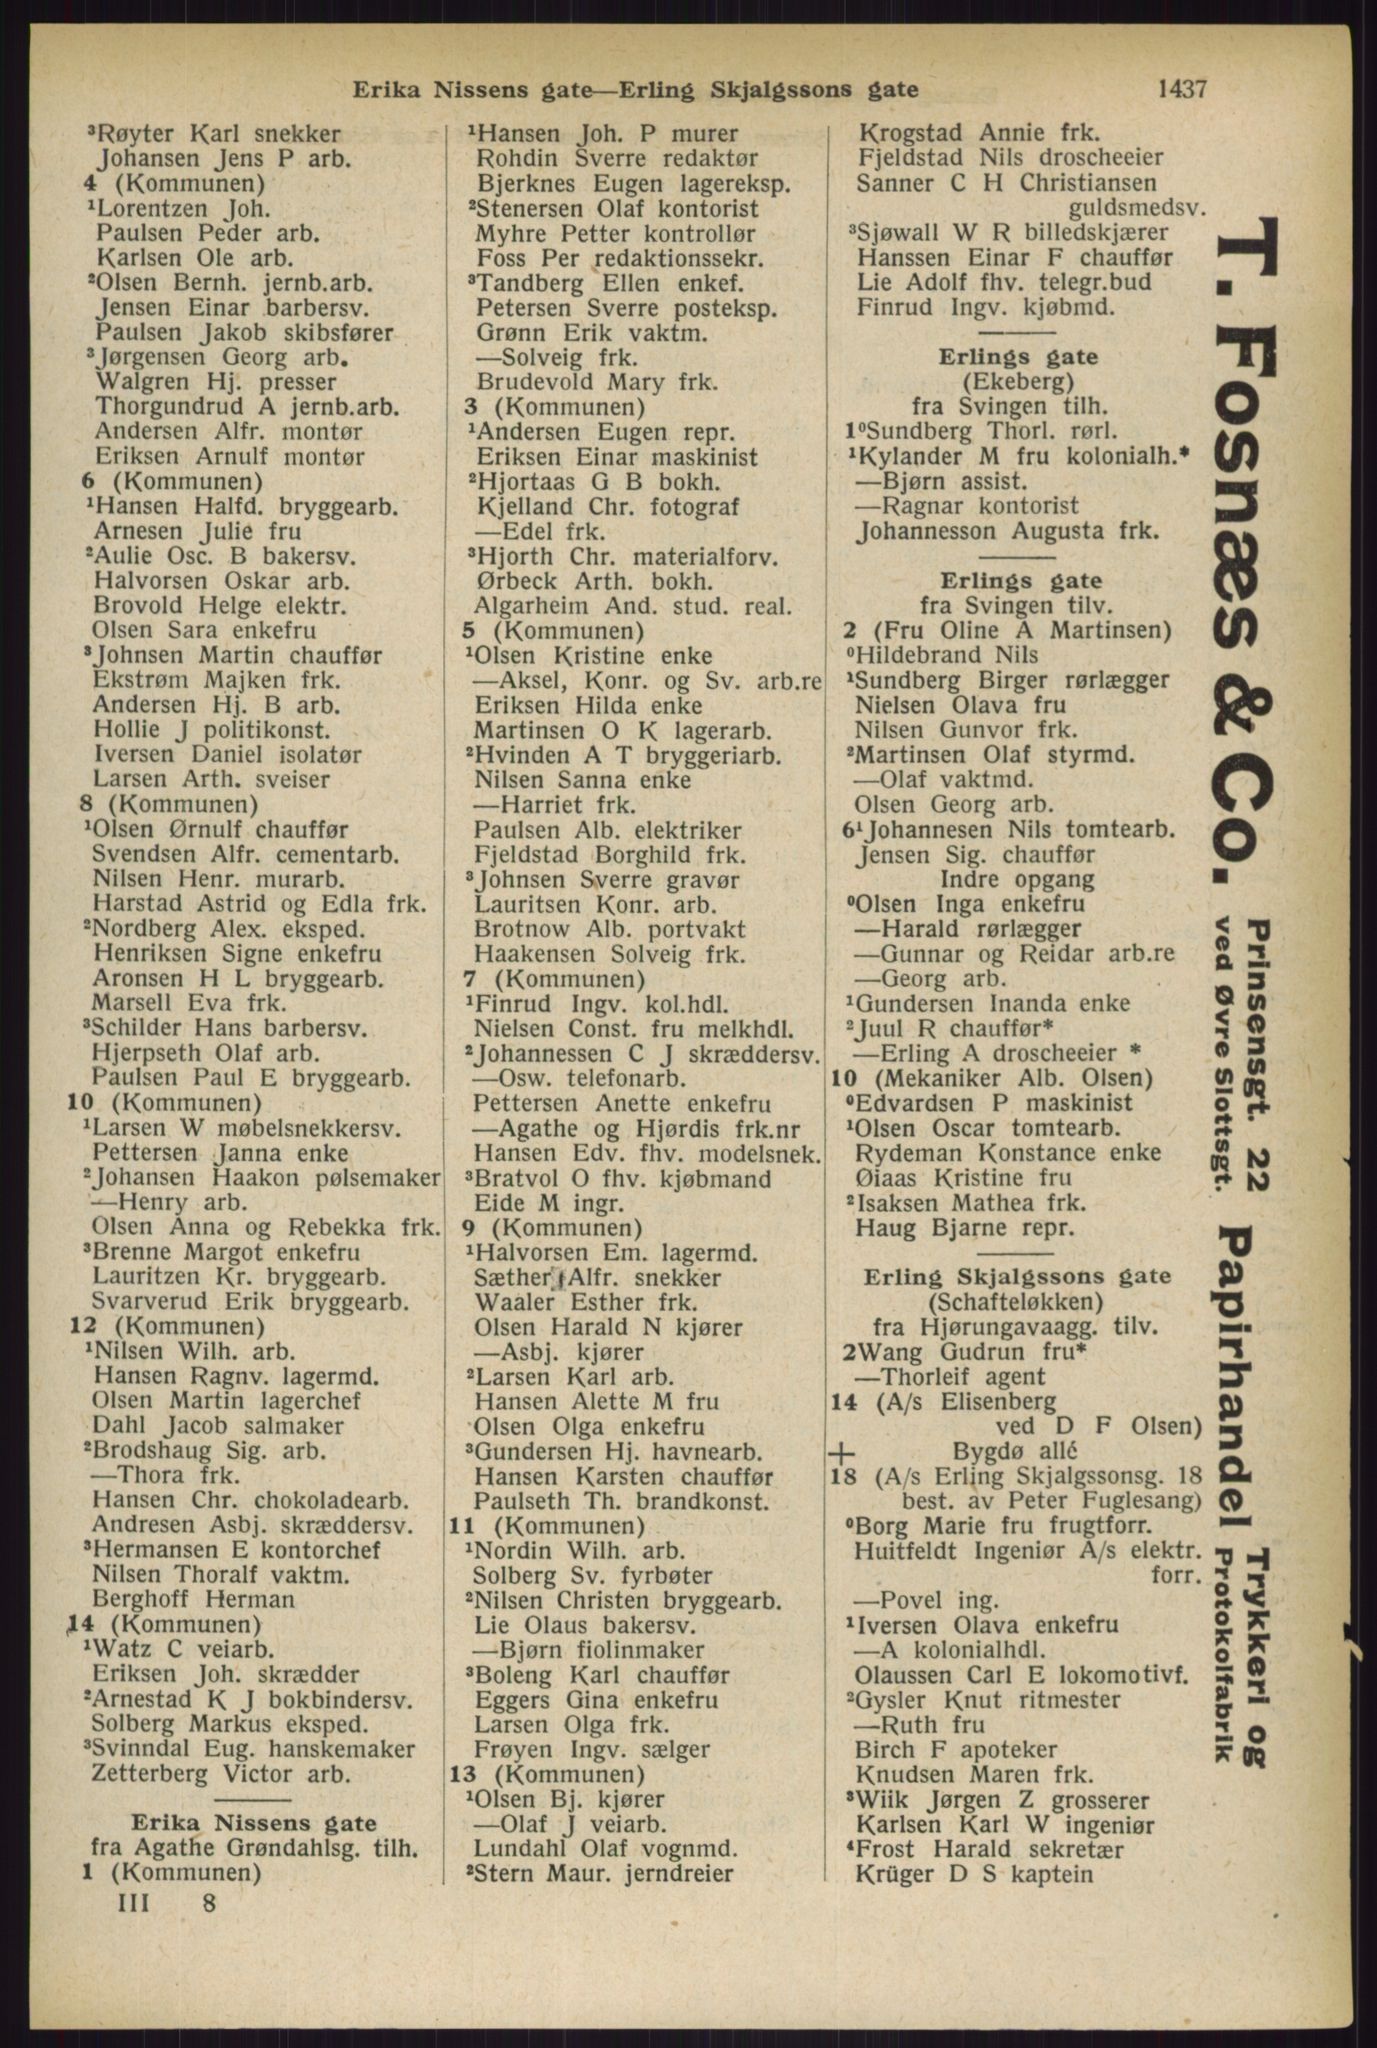 Erika Nissens gate—Erling Skjalgssons gate 1437
³Røyter Karl snekker
Johansen Jens P arb.
4 (Kommunen)
¹Lorentzen Joh.
Paulsen Peder arb.
Karlsen Ole arb.
²Olsen Bernh. jernb.arb.
Jensen Einar barbersv.
Paulsen Jakob skibsfører
³Jørgensen Georg arb.
Walgren Hj. presser
Thorgundrud A jernb.arb.
Andersen Alfr. montør
Eriksen Arnulf montør
6 (Kommunen)
¹Hansen Halfd. bryggearb.
Arnesen Julie fru
²Aulie Osc. B bakersv.
Halvorsen Oskar arb.
Brovold Helge elektr.
Olsen Sara enkefru
³Johnsen Martin chauffør
Ekstrøm Majken frk.
Andersen Hj. B arb.
Hollie J politikonst.
Iversen Daniel isolatør
Larsen Arth. sveiser
8 (Kommunen)
¹Olsen Ørnulf chauffør
Svendsen Alfr. cementarb.
Nilsen Henr. murarb.
Harstad Astrid og Edla frk.
²Nordberg Alex. eksped.
Henriksen Signe enkefru
Aronsen H L bryggearb.
Marsell Eva frk.
³Schilder Hans barbersv.
Hjerpseth Olaf arb.
Paulsen Paul E bryggearb.
10 (Kommunen)
¹Larsen W møbelsnekkersv.
Pettersen Janna enke
²Johansen Haakon pølsemaker
—Henry arb.
Olsen Anna og Rebekka frk.
³Brenne Margot enkefru
Lauritzen Kr. bryggearb.
Svarverud Erik bryggearb.
12 (Kommunen)
¹Nilsen Wilh. arb.
Hansen Ragnv. lagermd.
Olsen Martin lagerchef
Dahl Jacob salmaker
²Brodshaug Sig. arb.
—Thora frk.
Hansen Chr. chokoladearb.
Andresen Asbj. skræddersv.
³Hermansen E kontorchef
Nilsen Thoralf vaktm.
Berghoff Herman
14 (Kommunen)
¹Watz C veiarb.
Eriksen Joh. skrædder
²Arnestad K J bokbindersv.
Solberg Markus eksped.
³Svinndal Eug. hanskemaker
Zetterberg Victor arb.
Erika Nissens gate
fra Agathe Grøndahlsg. tilh.
1 (Kommunen)
III 8
¹Hansen Joh. P murer
Rohdin Sverre redaktør
Bjerknes Eugen lagereksp.
²Stenersen Olaf kontorist
Myhre Petter kontrollør
Foss Per redaktionssekr.
³Tandberg Ellen enkef.
Petersen Sverre posteksp.
Grønn Erik vaktm.
—Solveig frk.
Brudevold Mary frk.
3 (Kommunen)
¹Andersen Eugen repr.
Eriksen Einar maskinist
²Hjortaas G B bokh.
Kjelland Chr. fotograf
—Edel frk.
³Hjorth Chr. materialforv.
Ørbeck Arth. bokh.
Algarheim And. stud. real.
5 (Kommunen)
¹Olsen Kristine enke
—Aksel, Konr. og Sv. arb.re
Eriksen Hilda enke
Martinsen O K lagerarb.
²Hvinden A T bryggeriarb.
Nilsen Sanna enke
—Harriet frk.
Paulsen Alb. elektriker
Fjeldstad Borghild frk.
³Johnsen Sverre gravør
Lauritsen Konr. arb.
Brotnow Alb. portvakt
Haakensen Solveig frk.
7 (Kommunen)
¹Finrud Ingv. kol.hdl.
Nielsen Const. fru melkhdl.
²Johannessen C J skræddersv.
—Osw. telefonarb.
Pettersen Anette enkefru
—Agathe og Hjørdis frk.nr
Hansen Edv. fhv. modelsnek.
³Bratvol O fhv. kjøbmand
Eide M ingr.
9 (Kommunen)
¹Halvorsen Em. lagermd.
Sæther Alfr. snekker
Waaler Esther frk.
Olsen Harald N kjører
—Asbj. kjører
²Larsen Karl arb.
Hansen Alette M fru
Olsen Olga enkefru
³Gundersen Hj. havnearb.
Hansen Karsten chauffør
Paulseth Th. brandkonst.
11 (Kommunen)
¹Nordin Wilh. arb.
Solberg Sv. fyrbøter
²Nilsen Christen bryggearb.
Lie Olaus bakersv.
—Bjørn fiolinmaker
³Boleng Karl chauffør
Eggers Gina enkefru
Larsen Olga frk.
Frøyen Ingv. sælger
13 (Kommunen)
¹Olsen Bj. kjører
—Olaf J veiarb.
Lundahl Olaf vognmd.
²Stern Maur. jerndreier
Krogstad Annie frk.
Fjeldstad Nils droscheeier
Sanner C H Christiansen
guldsmedsv.
³Sjøwall W R billedskjærer
Hanssen Einar F chauffør
Lie Adolf fhv. telegr.bud
Finrud Ingv. kjøbmd.
Erlings gate
(Ekeberg)
fra Svingen tilh.
1⁰Sundberg Thorl. rørl.
¹Kylander M fru kolonialh.*
—Bjørn assist.
—Ragnar kontorist
Johannesson Augusta frk.
Erlings gate
fra Svingen tilv.
2 (Fru Oline A Martinsen)
⁰Hildebrand Nils
¹Sundberg Birger rørlægger
Nielsen Olava fru
Nilsen Gunvor frk.
²Martinsen Olaf styrmd.
—Olaf vaktmd.
Olsen Georg arb.
6¹Johannesen Nils tomtearb.
Jensen Sig. chauffør
Indre opgang
⁰Olsen Inga enkefru
—Harald rørlægger
—Gunnar og Reidar arb.re
—Georg arb.
¹Gundersen Inanda enke
²Juul R chauffør*
—Erling A droscheeier *
10 (Mekaniker Alb. Olsen)
⁰Edvardsen P maskinist
¹Olsen Oscar tomtearb.
Rydeman Konstance enke
Øiaas Kristine fru
²Isaksen Mathea frk.
Haug Bjarne repr.
Erling Skjalgssons gate
(Schafteløkken)
fra Hjørungavaagg. tilv.
2Wang Gudrun fru*
—Thorleif agent
14 (A/s Elisenberg
ved D F Olsen)
+ Bygdø allé
18 (A/s Erling Skjalgssonsg. 18
best. av Peter Fuglesang)
⁰Borg Marie fru frugtforr.
Huitfeldt Ingeniør A/s elektr.
forr.
—Povel ing.
¹Iversen Olava enkefru
—A kolonialhdl.
Olaussen Carl E lokomotivf.
²Gysler Knut ritmester
—Ruth fru
Birch F apoteker
Knudsen Maren frk.
³Wiik Jørgen Z grosserer
Karlsen Karl W ingeniør
⁴Frost Harald sekretær
Krüger D S kaptein
T. Fosnæs & Co.
Prinsensgt. 22
ved Øvre Slottsgt.
Papirhandel
Trykkeri og
Protokolfabrik